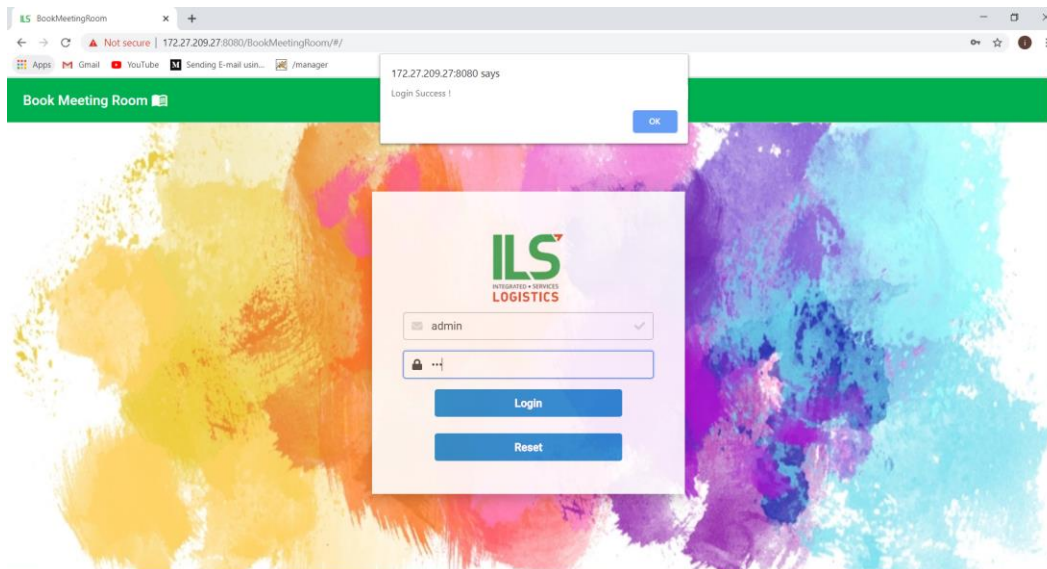 ILS BookMeetingRoom
Not secure | 172.27.209.27:8080/BookMeetingRoom/#/
Apps Gmail YouTube Sending E-mail usin... /manager
172.27.209.27:8080 says
Login Success !
OK
Book Meeting Room
ILS
INTEGRATED • SERVICES
LOGISTICS
admin
Login
Reset